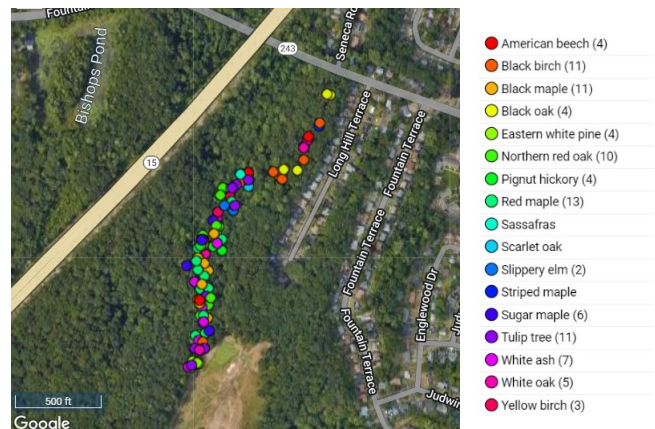 Fountain
243
Seneca Ro
Bishops Pond
15
Long Hill Terrace
Fountain Terrace
Fountain Terrace
Fountain Terrace
Englewood Dr
Judwin
500 ft
Google
American beech (4)
Black birch (11)
Black maple (11)
Black oak (4)
Eastern white pine (4)
Northern red oak (10)
Pignut hickory (4)
Red maple (13)
Sassafras
Scarlet oak
Slippery elm (2)
Striped maple
Sugar maple (6)
Tulip tree (11)
White ash (7)
White oak (5)
Yellow birch (3)